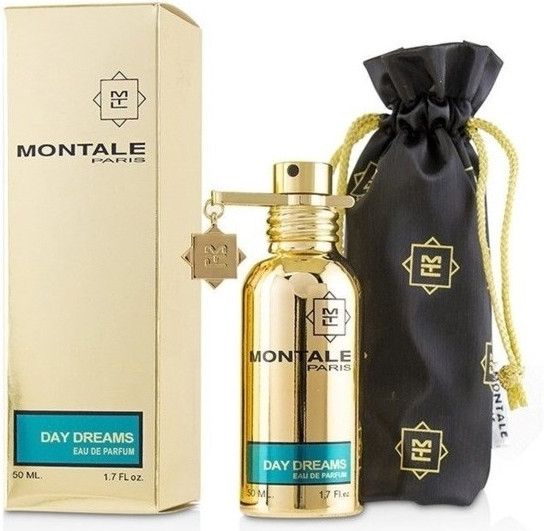 MONTALE
PARIS
DAY DREAMS
EAU DE PARFUM
50 ML. 1.7 FL oz.
MONTALE
PARIS
DAY DREAMS
EAU DE PARFUM
50 ML. 1,7 Fl.oz
MONTALE